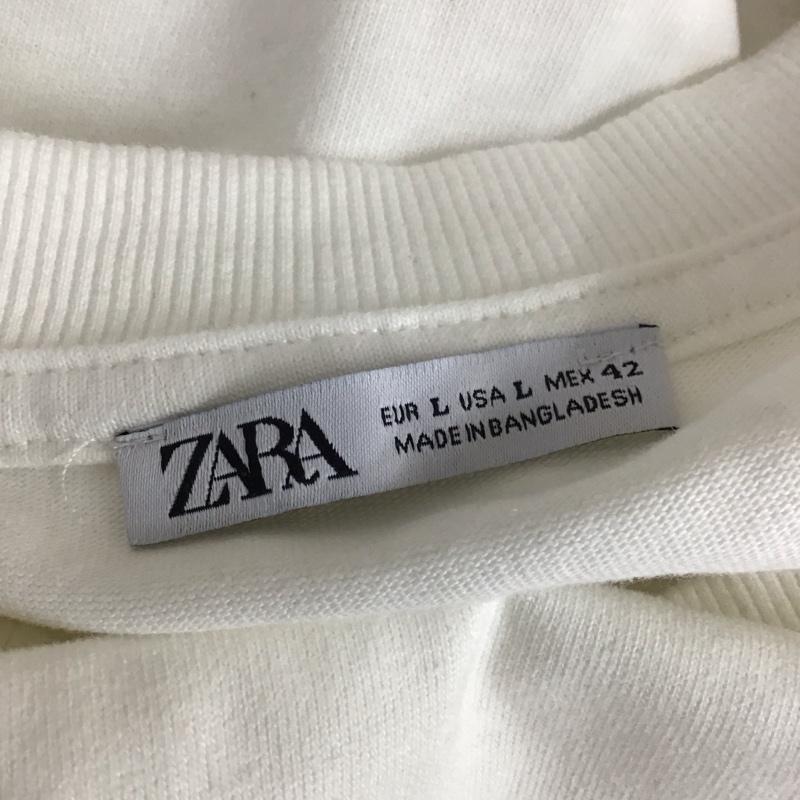 ZARA
EUR L USA L MEX 42
MADE IN BANGLADESH